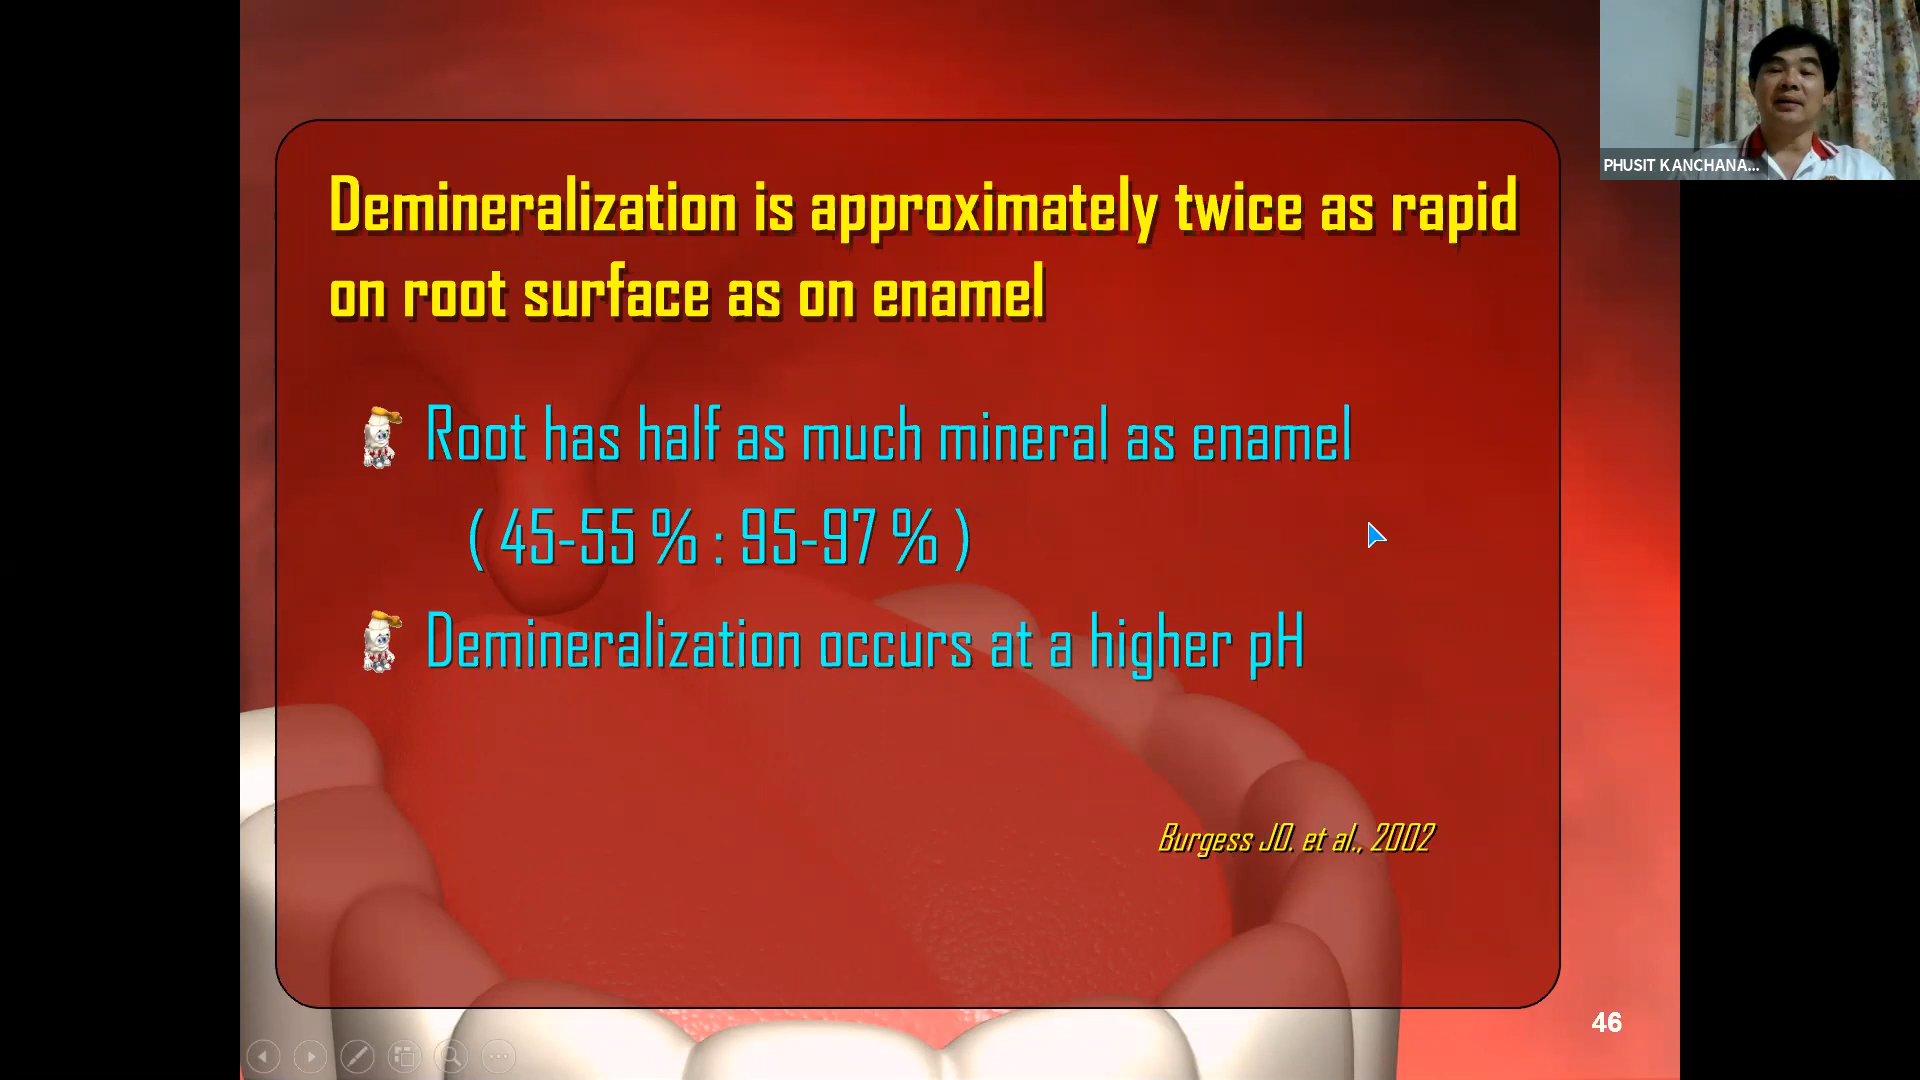 PHUSIT KANCHANA...
Demineralization is approximately twice as rapid
on root surface as on enamel
Root has half as much mineral as enamel
( 45-55 % : 95-97 % )
Demineralization occurs at a higher pH
Burgess JO. et al., 2002
46